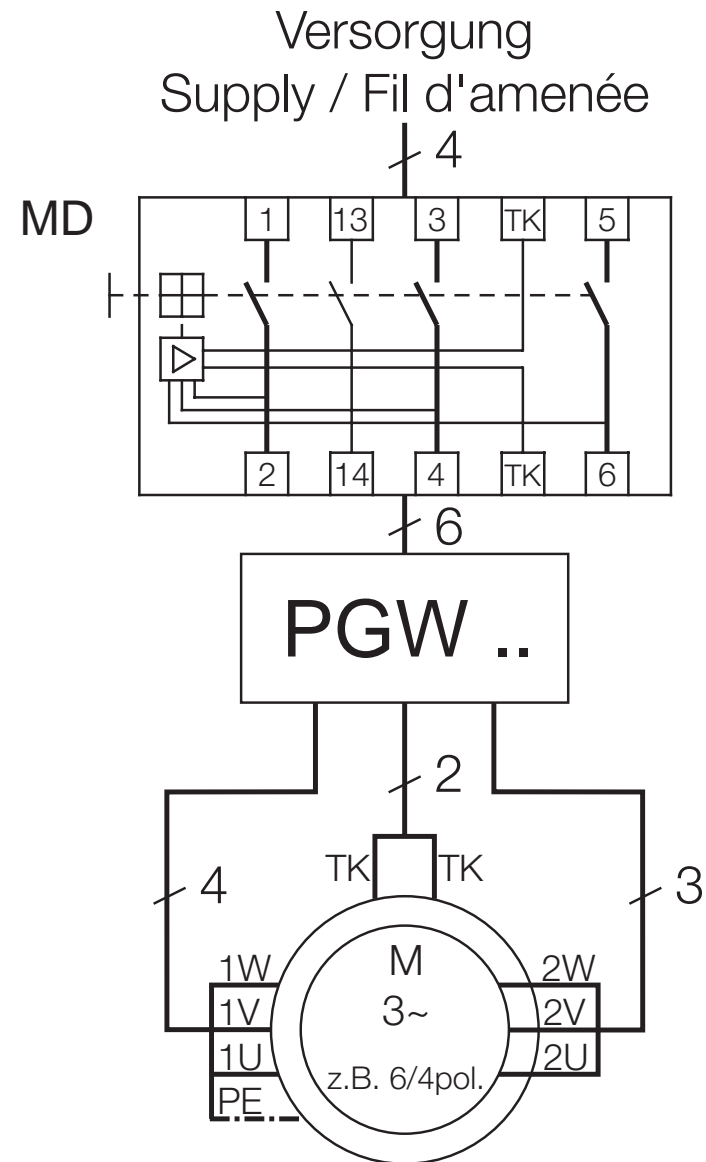 Versorgung
Supply / Fil d'amenée
4
MD
1 13 3 TK 5
2 14 4 TK 6
6
PGW ..
2
TK TK
4 3
M
3~
z.B. 6/4pol.
1W 2W
1V 2V
1U 2U
PE